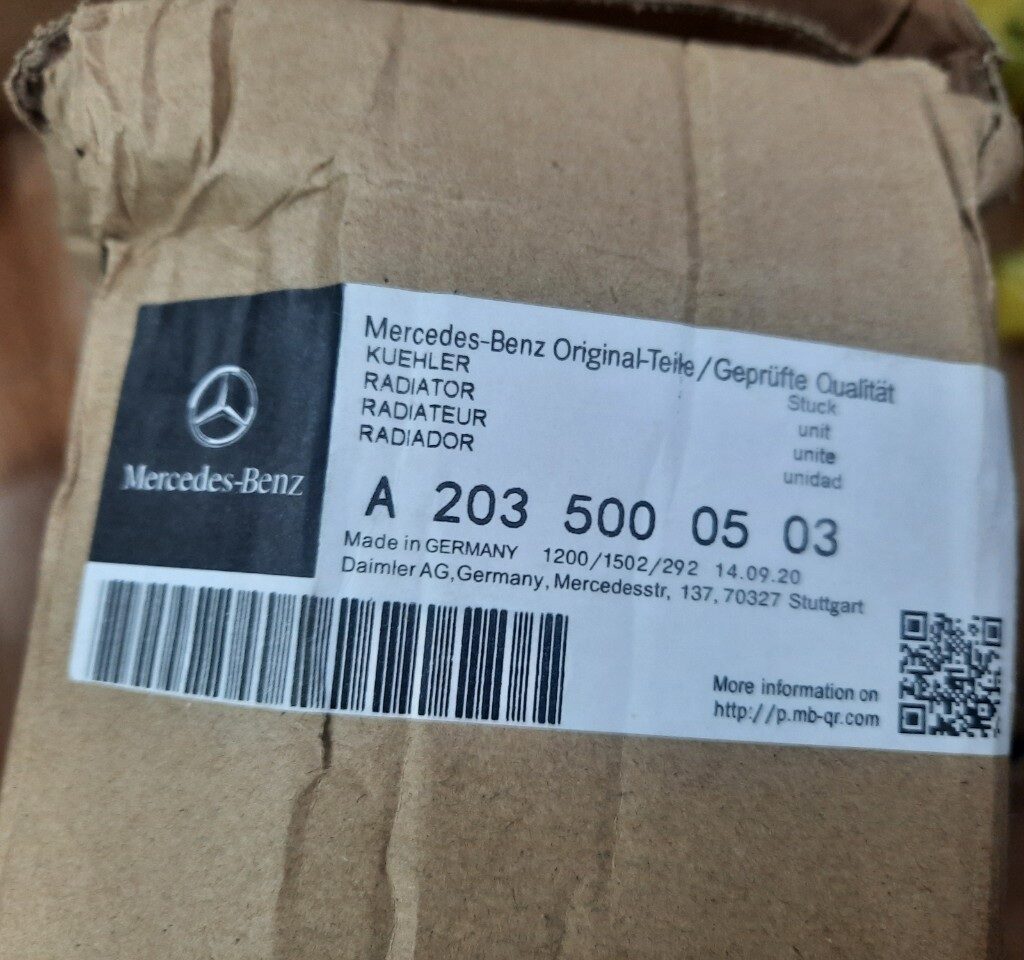 Mercedes-Benz
Mercedes-Benz Original-Teile/Geprüfte Qualität
KUEHLER
RADIATOR
RADIATEUR
RADIADOR
Stuck
unit
unite
unidad
A 203 500 05 03
Made in GERMANY 1200/1502/292 14.09.20
Daimler AG, Germany, Mercedesstr, 137, 70327 Stuttgart
More information on
http://p.mb-qr.com